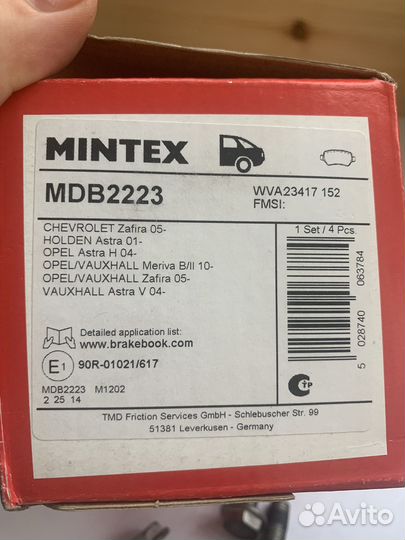 MINTEX
MDB2223
WVA23417 152
FMSI:
CHEVROLET Zafira 05-
HOLDEN Astra 01-
OPEL Astra H 04-
OPEL/VAUXHALL Meriva B/II 10-
OPEL/VAUXHALL Zafira 05-
VAUXHALL Astra V 04-
1 Set / 4 Pcs.
5 028740 063784
Detailed application list:
www.brakebook.com
E1 90R-01021/617
MDB2223 M1202
2 25 14
TMD Friction Services GmbH - Schlebuscher Str. 99
51381 Leverkusen - Germany
Avito